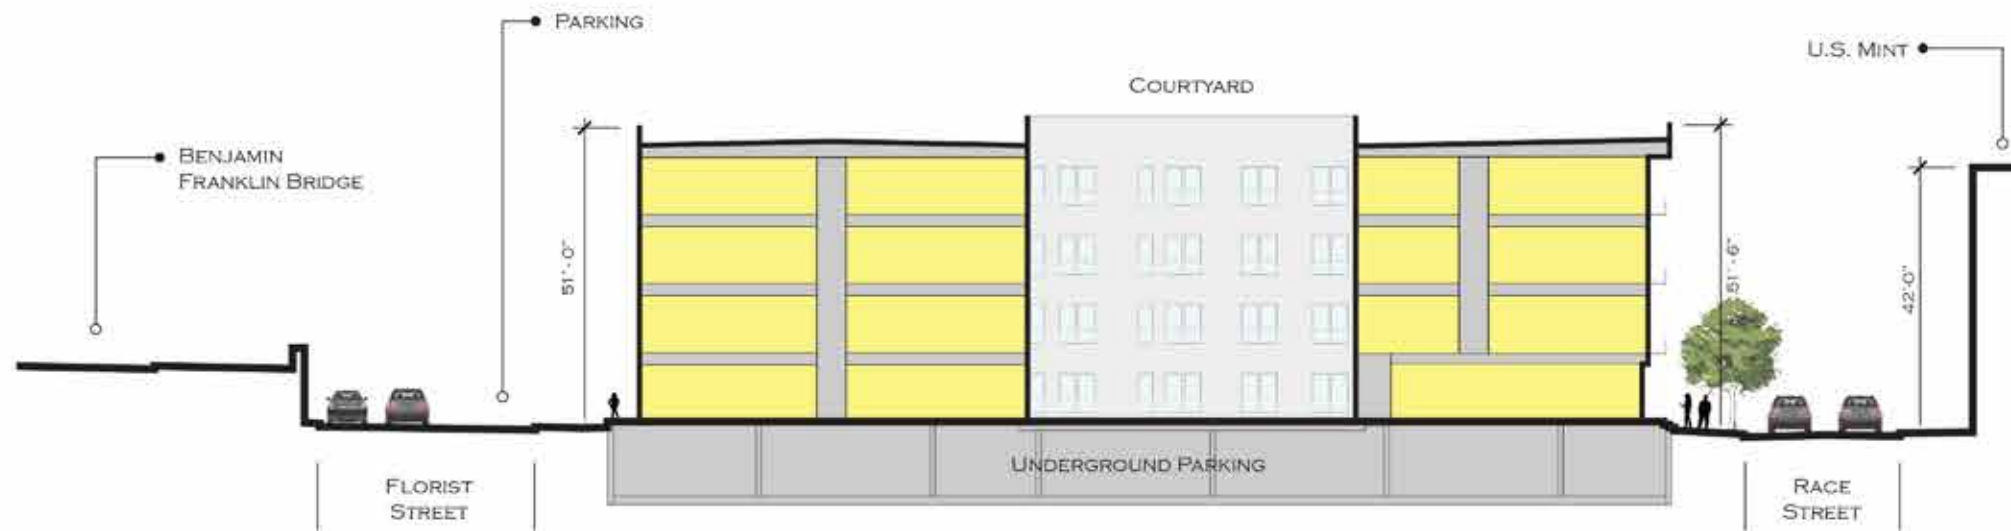 PARKING
U.S. MINT
COURTYARD
BENJAMIN
FRANKLIN BRIDGE
51'-0"
51'-6"
42'-0"
UNDERGROUND PARKING
FLORIST
STREET
RACE
STREET